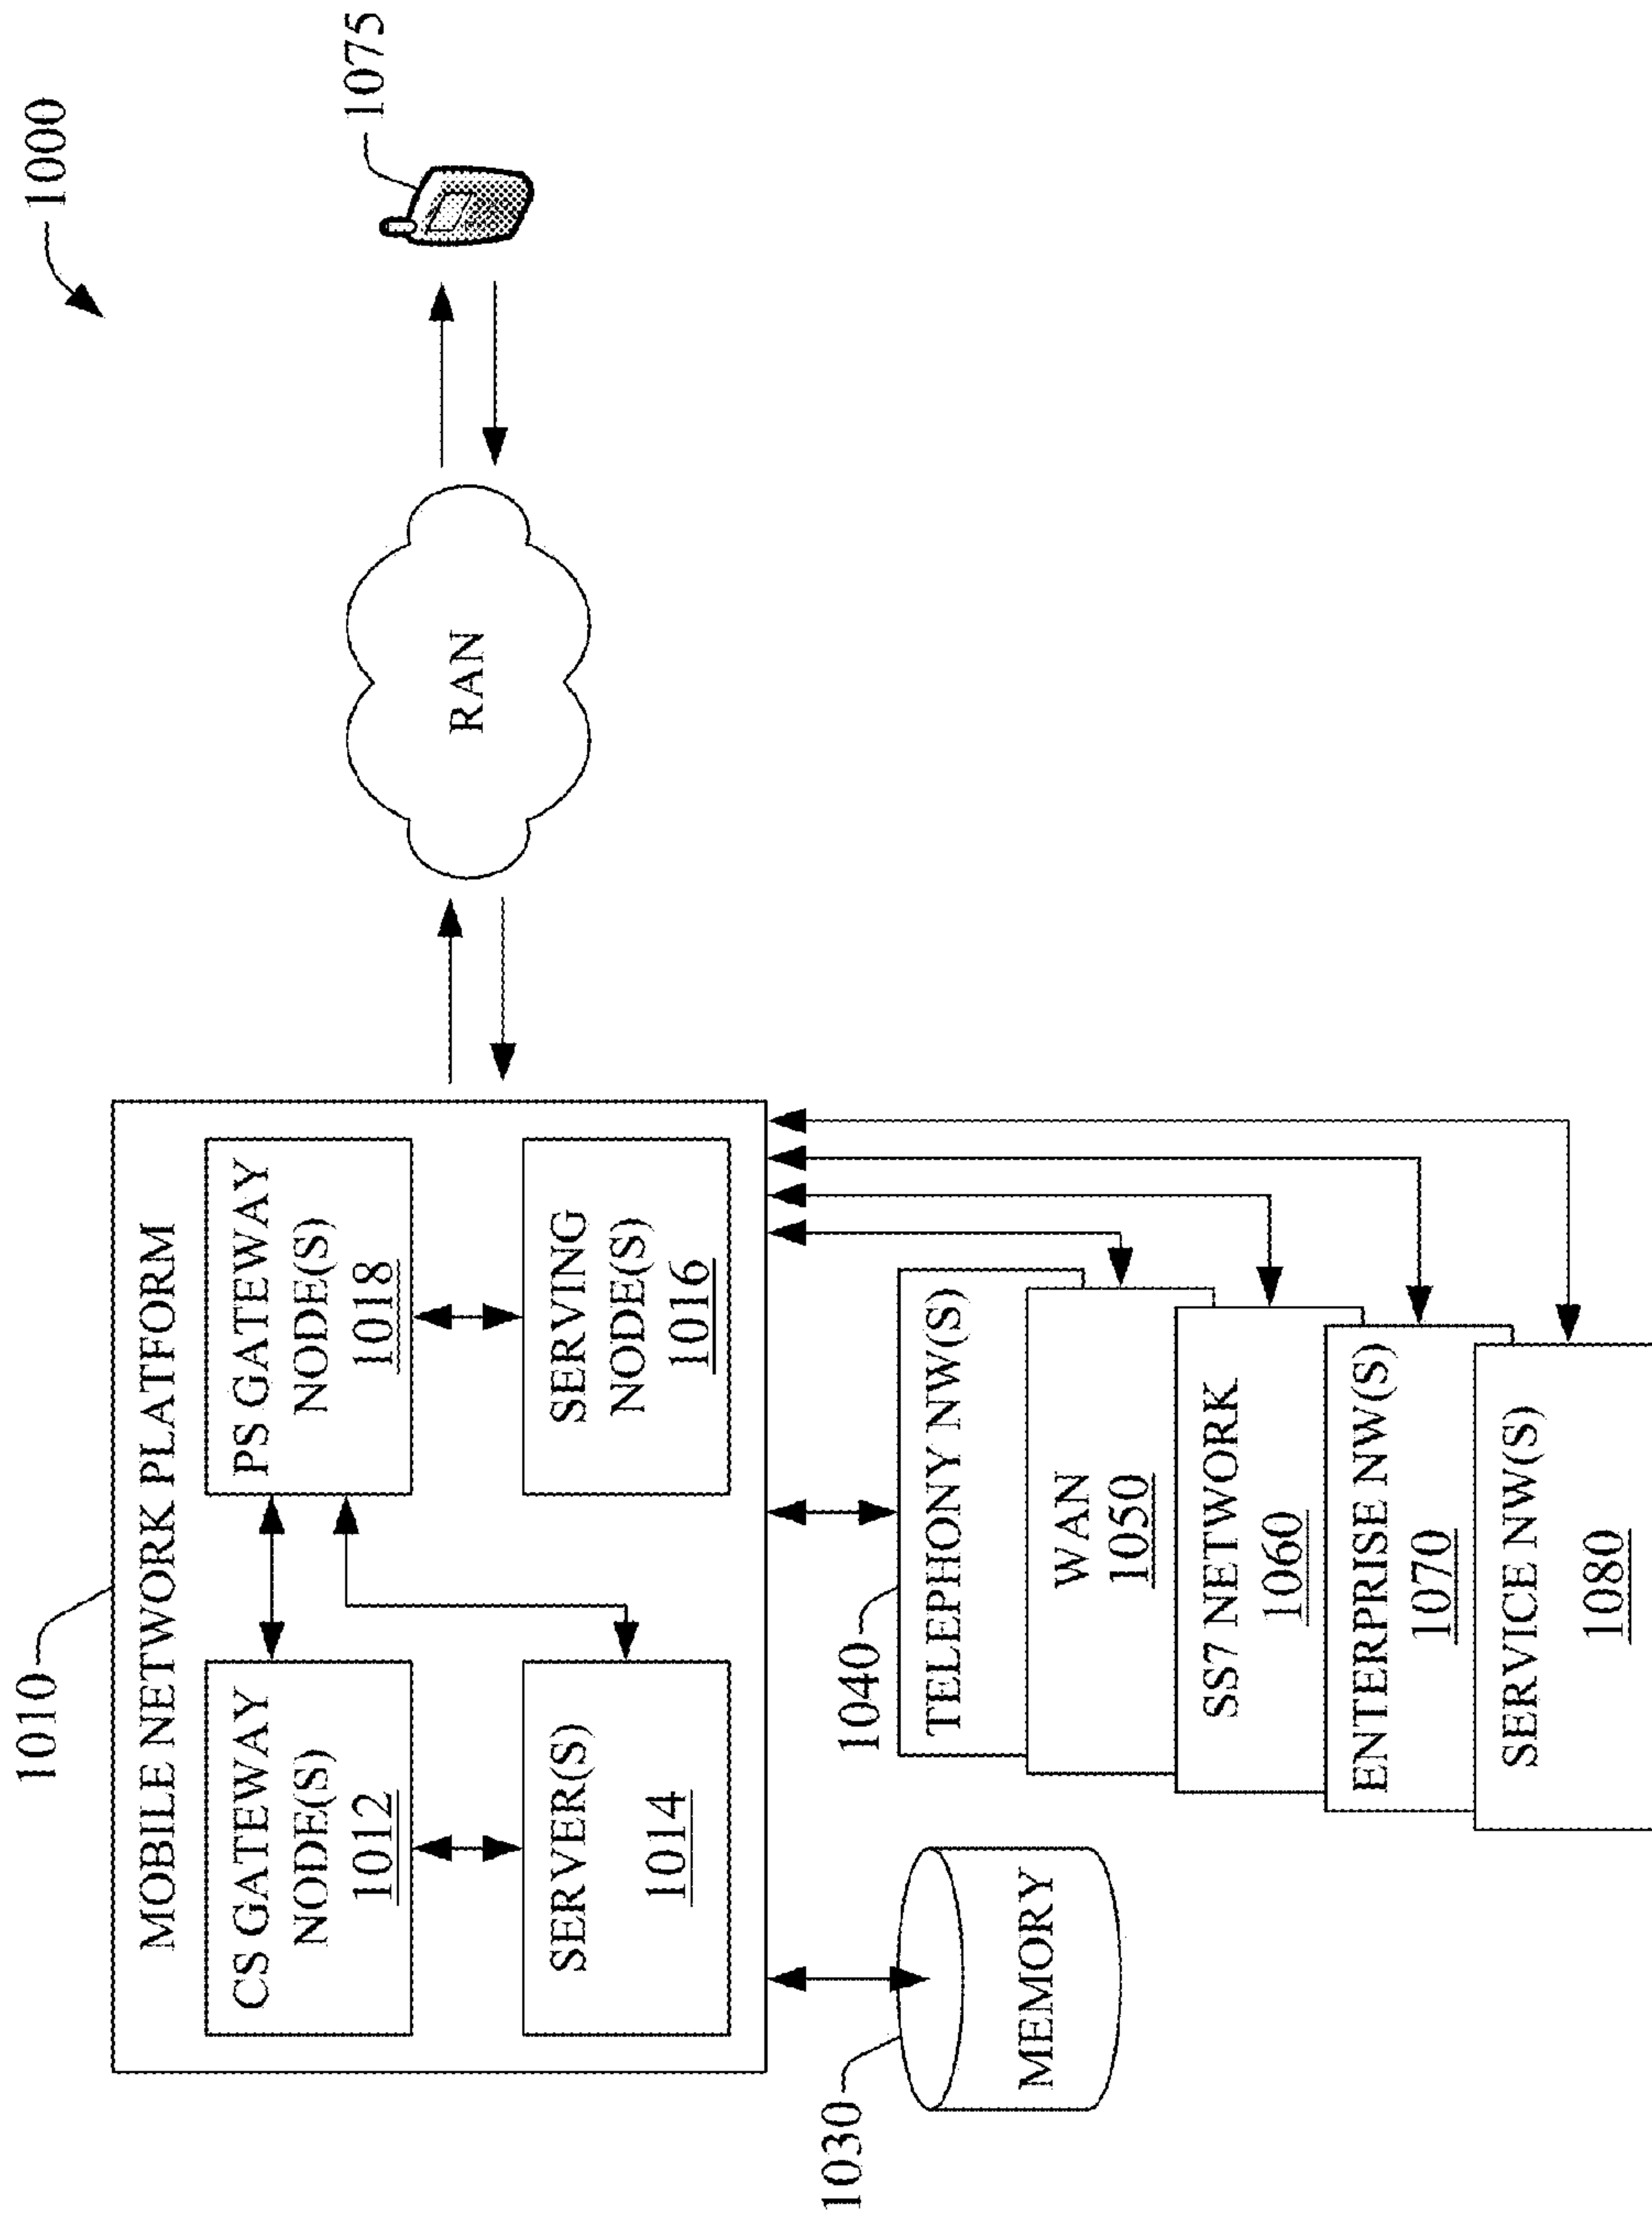 1000
1010
MOBILE NETWORK PLATFORM
CS GATEWAY
NODE(S)
1012
PS GATEWAY
NODE(S)
1018
SERVER(S)
1014
SERVING
NODE(S)
1016
RAN
1075
1030
MEMORY
1040
TELEPHONY NW(S)
WAN
1050
SS7 NETWORK
1060
ENTERPRISE NW(S)
1070
SERVICE NW(S)
1080